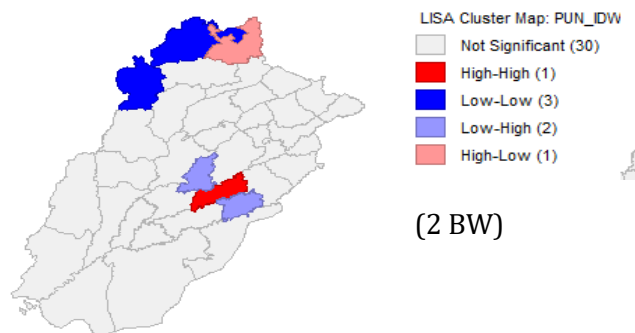 LISA Cluster Map: PUN_IDW
Not Significant (30)
High-High (1)
Low-Low (3)
Low-High (2)
High-Low (1)
(2 BW)